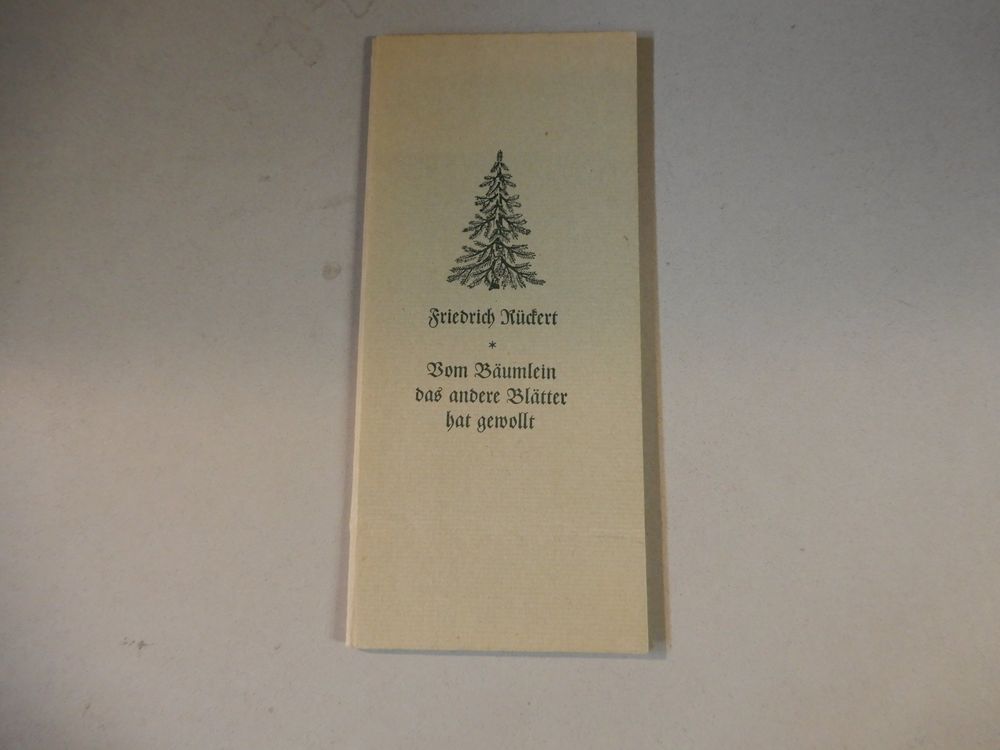 Friedrich Rückert
*
Vom Bäumlein
das andere Blätter
hat gewollt